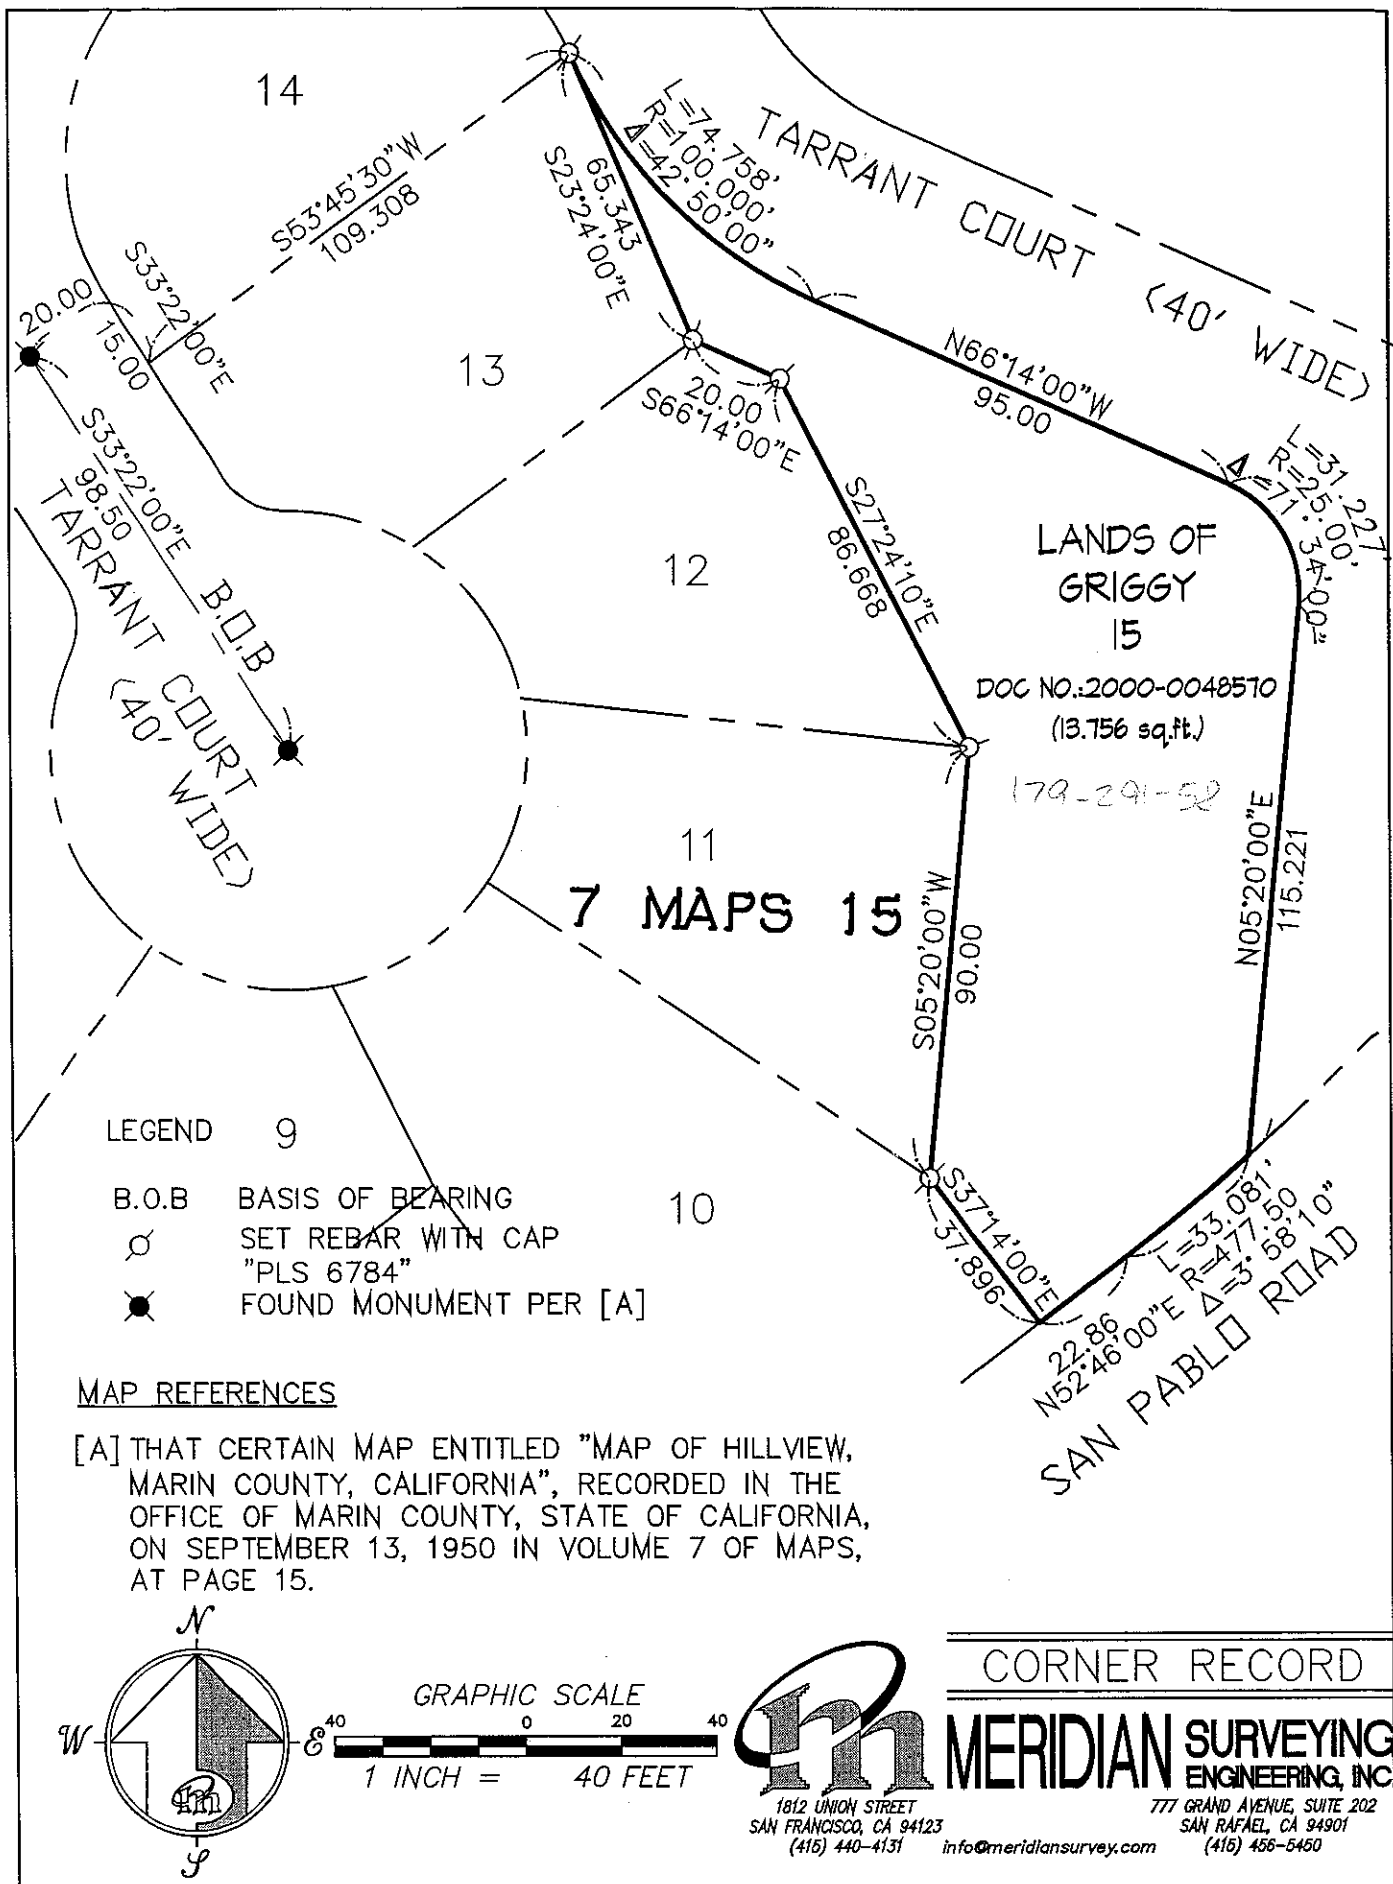 14
L=74.758'
R=100.000'
Δ=42°50'00"
TARRANT COURT (40' WIDE)
S53°45'30"W
109.308
65.343
S23°24'00"E
S33°22'00"E
20.00
15.00
13
N66°14'00"W
95.00
20.00
S66°14'00"E
S33°22'00"E
98.50
B.O.B
TARRANT COURT
(40' WIDE)
L=31.227
R=25.00'
Δ=71°34'00"
S27°24'10"E
86.668
12
LANDS OF
GRIGGY
15
DOC NO.:2000-0048570
(13.756 sq.ft.)
179-291-58
11
7 MAPS 15
S05°20'00"W
90.00
N05°20'00"E
115.221
LEGEND
9
B.O.B BASIS OF BEARING
SET REBAR WITH CAP
"PLS 6784"
FOUND MONUMENT PER [A]
10
S37°14'00"E
37.896
L=33.081'
R=477.50
Δ=3°58'10"
22.86
N52°46'00"E
SAN PABLO ROAD
MAP REFERENCES
[A] THAT CERTAIN MAP ENTITLED "MAP OF HILLVIEW,
MARIN COUNTY, CALIFORNIA", RECORDED IN THE
OFFICE OF MARIN COUNTY, STATE OF CALIFORNIA,
ON SEPTEMBER 13, 1950 IN VOLUME 7 OF MAPS,
AT PAGE 15.
N
W
E
S
m
GRAPHIC SCALE
40 0 20 40
1 INCH = 40 FEET
m
1812 UNION STREET
SAN FRANCISCO, CA 94123
(415) 440-4131
CORNER RECORD
MERIDIAN SURVEYING
ENGINEERING, INC.
777 GRAND AVENUE, SUITE 202
SAN RAFAEL, CA 94901
info@meridiansurvey.com (415) 456-5450